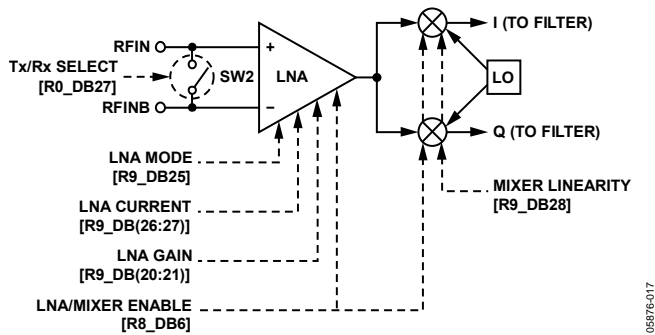 RFIN
RFINB
Tx/Rx SELECT
[R0_DB27]
SW2
+
–
LNA
I (TO FILTER)
LO
Q (TO FILTER)
LNA MODE
[R9_DB25]
LNA CURRENT
[R9_DB(26:27)]
LNA GAIN
[R9_DB(20:21)]
LNA/MIXER ENABLE
[R8_DB6]
MIXER LINEARITY
[R9_DB28]
05876-017